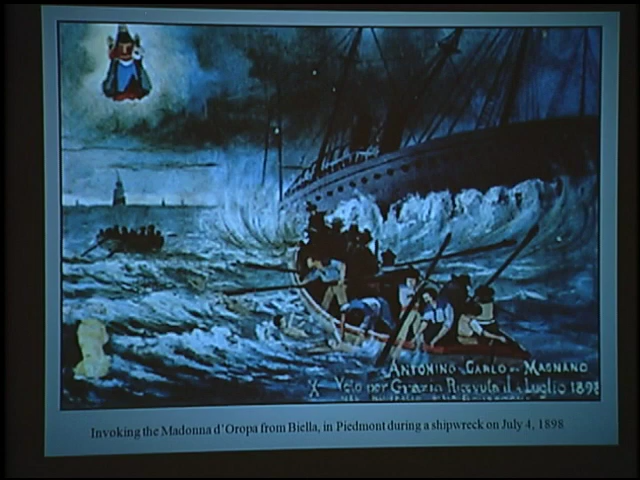 ANTONINO CARLO DI MAGNANO
Voto per Grazia Ricevuta il 4 Luglio 1898
Invoking the Madonna d'Oropa from Biella, in Piedmont during a shipwreck on July 4, 1898